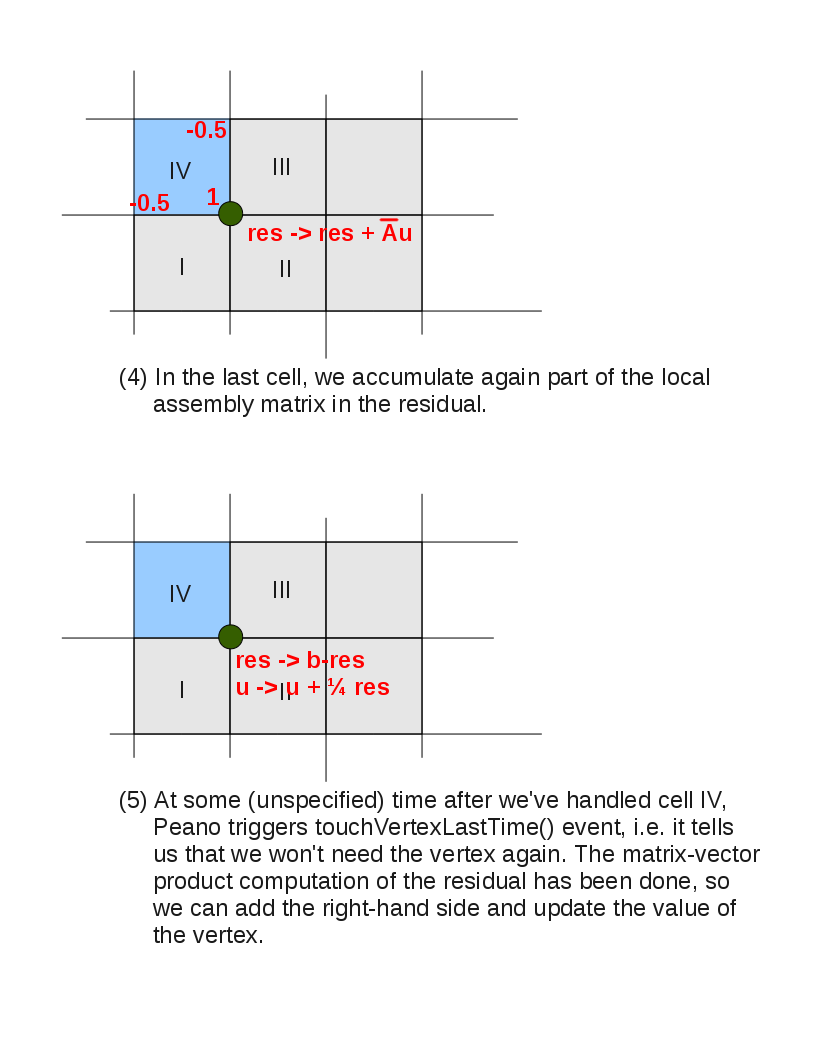 -0.5
IV
III
-0.5
1
res -> res + A̅u
I
II
(4) In the last cell, we accumulate again part of the local
assembly matrix in the residual.
IV
III
res -> b-res
u -> u + ¼ res
I
II
(5) At some (unspecified) time after we've handled cell IV,
Peano triggers touchVertexLastTime() event, i.e. it tells
us that we won't need the vertex again. The matrix-vector
product computation of the residual has been done, so
we can add the right-hand side and update the value of
the vertex.